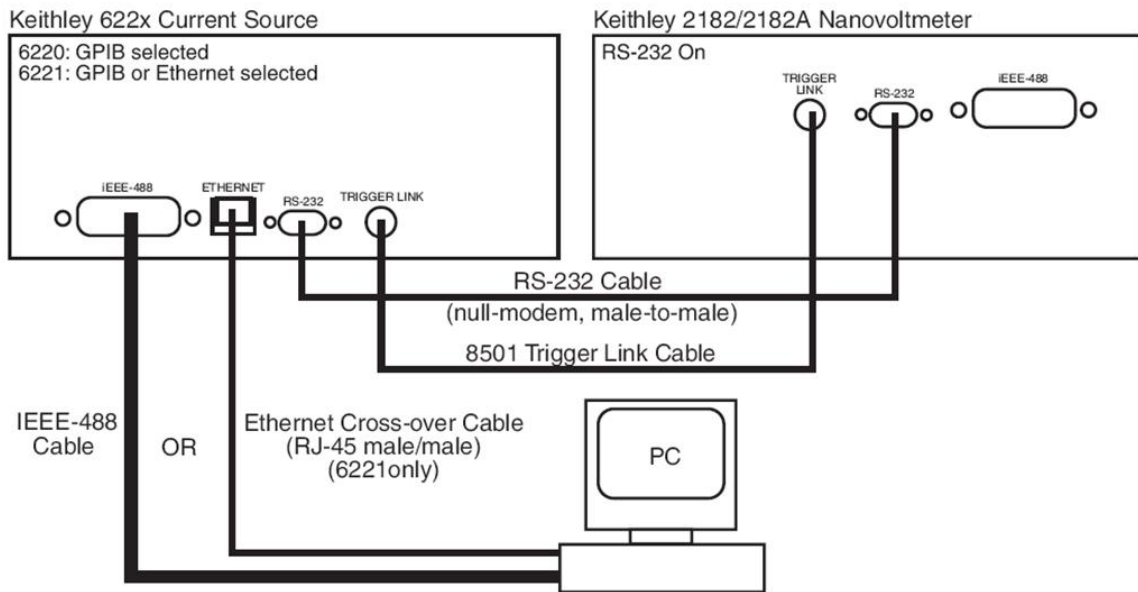 Keithley 622x Current Source
6220: GPIB selected
6221: GPIB or Ethernet selected
iEEE-488
ETHERNET
RS-232
TRIGGER LINK
Keithley 2182/2182A Nanovoltmeter
RS-232 On
TRIGGER
LINK
RS-232
iEEE-488
RS-232 Cable
(null-modem, male-to-male)
8501 Trigger Link Cable
IEEE-488
Cable
OR
Ethernet Cross-over Cable
(RJ-45 male/male)
(6221only)
PC